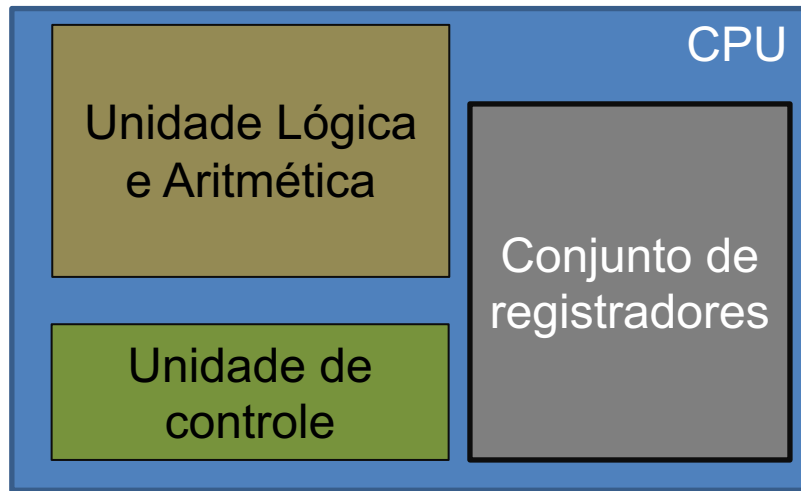 CPU
Unidade Lógica
e Aritmética
Conjunto de
registradores
Unidade de
controle